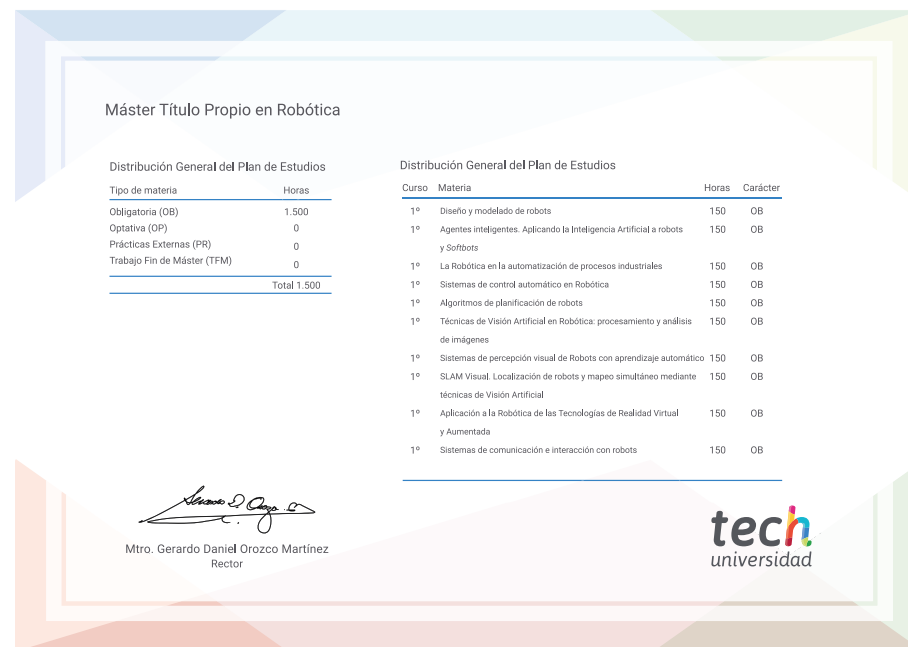 Máster Título Propio en Robótica
Distribución General del Plan de Estudios
Tipo de materia Horas
Obligatoria (OB) 1.500
Optativa (OP) 0
Prácticas Externas (PR) 0
Trabajo Fin de Máster (TFM) 0
Total 1.500
Distribución General del Plan de Estudios
Curso Materia Horas Carácter
1º Diseño y modelado de robots 150 OB
1º Agentes inteligentes. Aplicando la Inteligencia Artificial a robots 150 OB
y Softbots
1º La Robótica en la automatización de procesos industriales 150 OB
1º Sistemas de control automático en Robótica 150 OB
1º Algoritmos de planificación de robots 150 OB
1º Técnicas de Visión Artificial en Robótica: procesamiento y análisis 150 OB
de imágenes
1º Sistemas de percepción visual de Robots con aprendizaje automático 150 OB
1º SLAM Visual. Localización de robots y mapeo simultáneo mediante 150 OB
técnicas de Visión Artificial
1º Aplicación a la Robótica de las Tecnologías de Realidad Virtual 150 OB
y Aumentada
1º Sistemas de comunicación e interacción con robots 150 OB
Mtro. Gerardo Daniel Orozco Martínez
Rector
tech
universidad